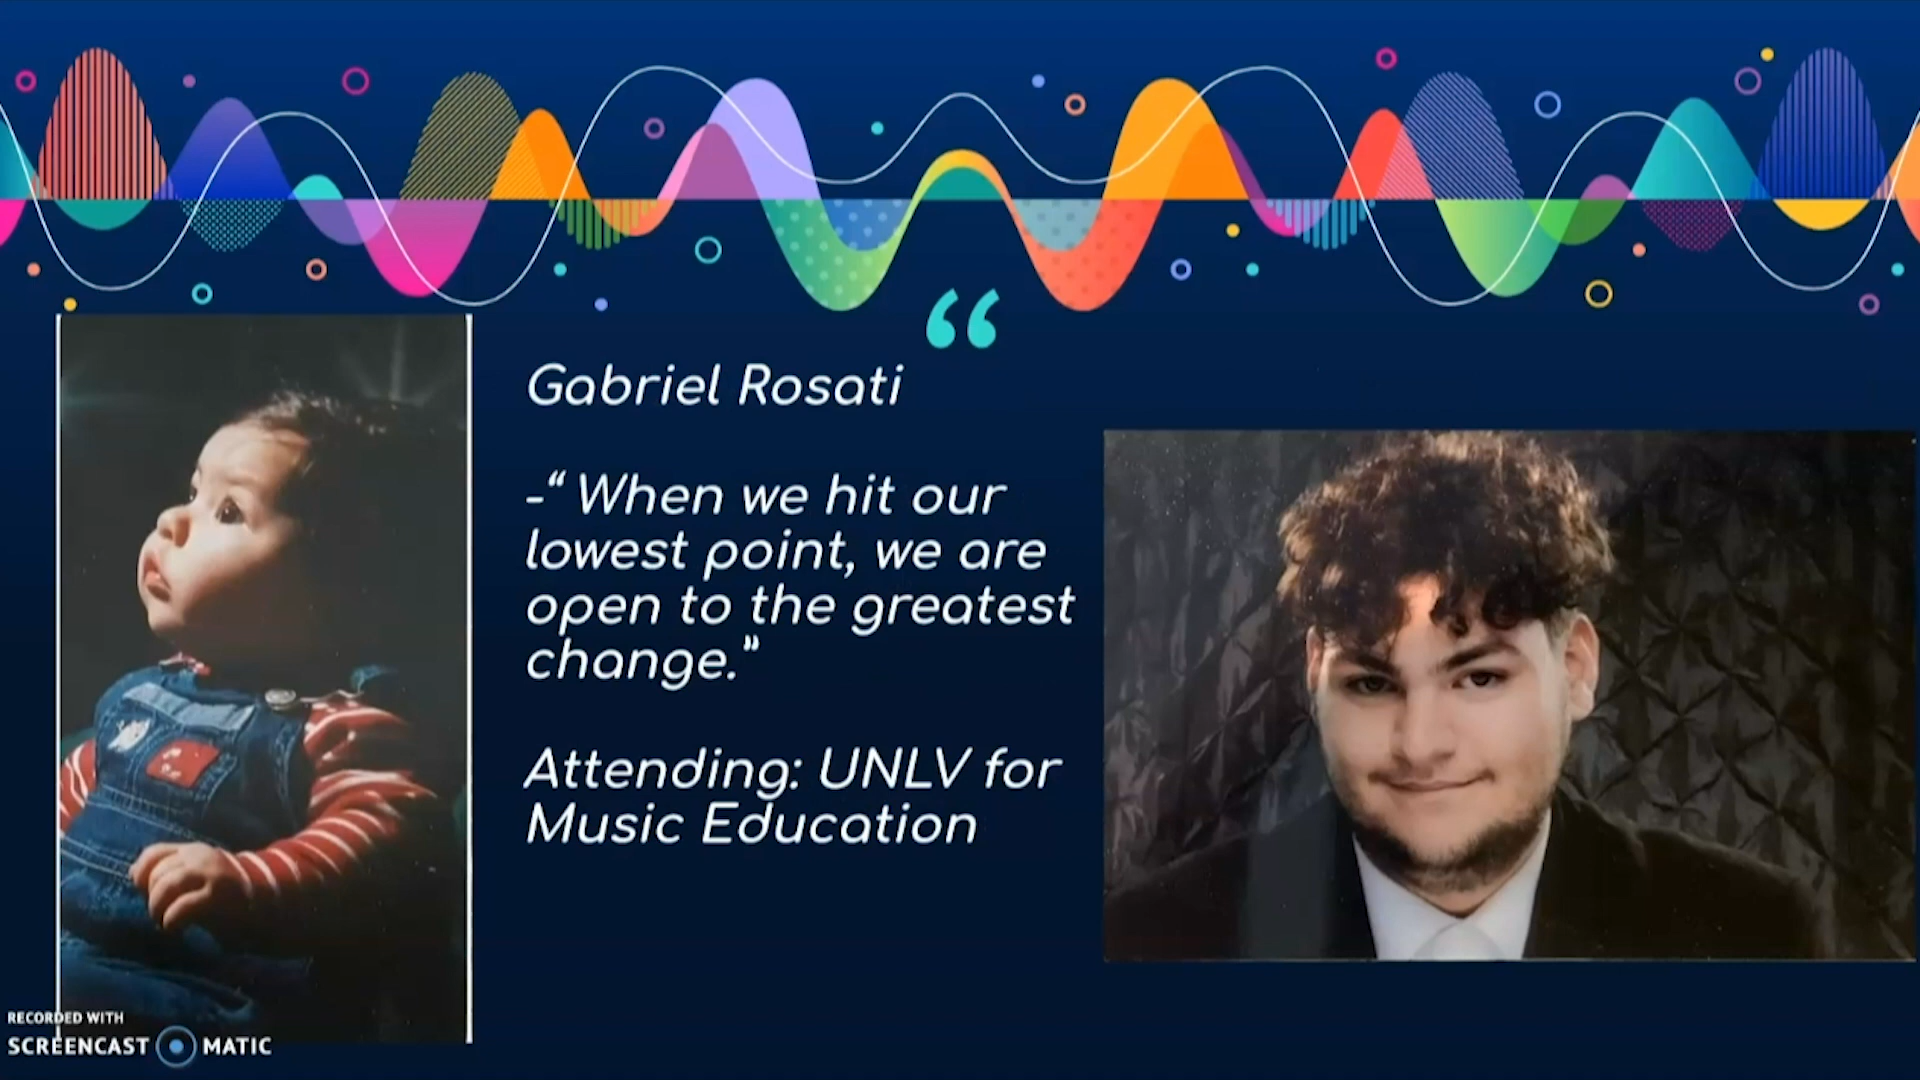 “
Gabriel Rosati
-“ When we hit our
lowest point, we are
open to the greatest
change.”
Attending: UNLV for
Music Education
RECORDED WITH
SCREENCAST MATIC